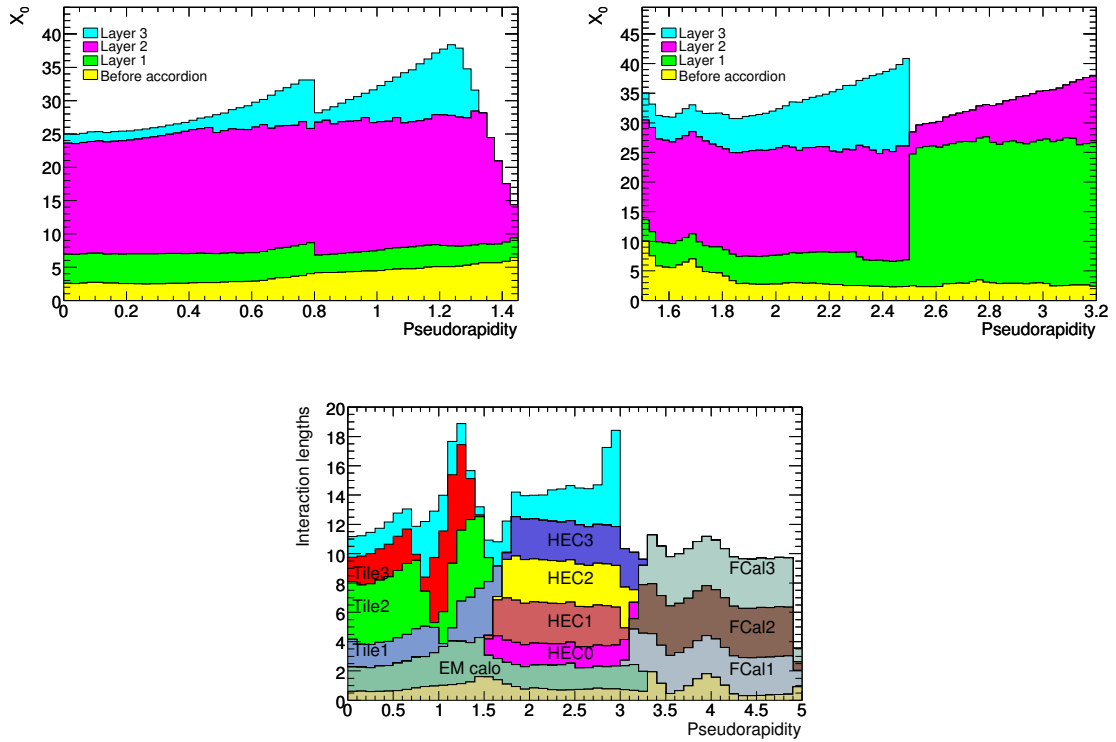 X0
45
40
35
30
25
20
15
10
5
0
Layer 3
Layer 2
Layer 1
Before accordion
0 0.2 0.4 0.6 0.8 1 1.2 1.4
Pseudorapidity
X0
45
40
35
30
25
20
15
10
5
0
Layer 3
Layer 2
Layer 1
Before accordion
1.6 1.8 2 2.2 2.4 2.6 2.8 3 3.2
Pseudorapidity
Interaction lengths
20
18
16
14
12
10
8
6
4
2
0
Tile3
Tile2
Tile1
EM calo
HEC3
HEC2
HEC1
HEC0
FCal3
FCal2
FCal1
0 0.5 1 1.5 2 2.5 3 3.5 4 4.5 5
Pseudorapidity